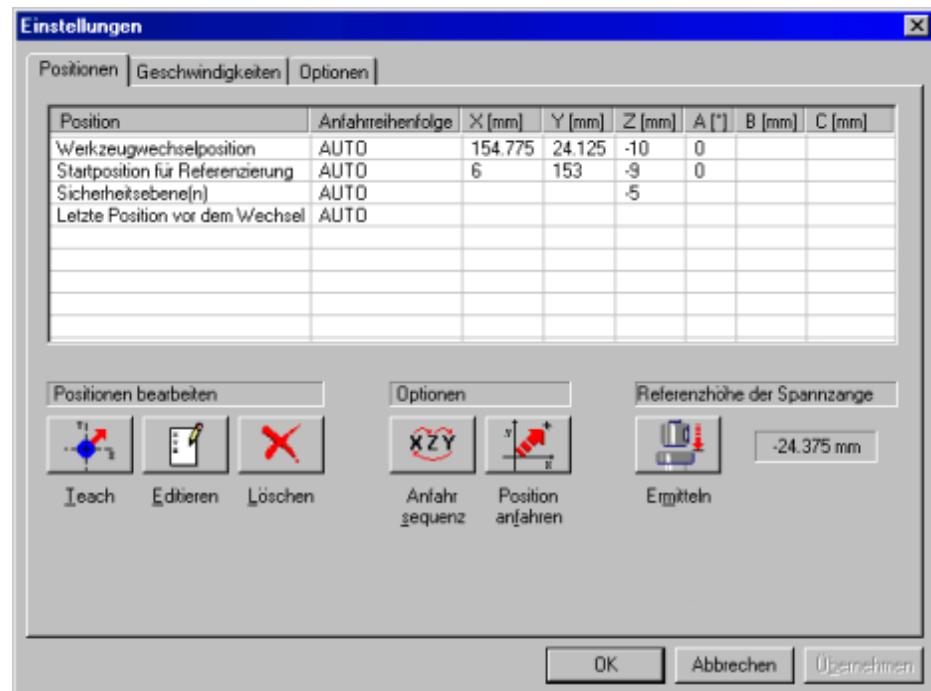 Einstellungen
Positionen Geschwindigkeiten Optionen
Position Anfahrreihenfolge X [mm] Y [mm] Z [mm] A [°] B [mm] C [mm]
Werkzeugwechselposition AUTO 154.775 24.125 -10 0
Startposition für Referenzierung AUTO 6 153 -9 0
Sicherheitsebene(n) AUTO -5
Letzte Position vor dem Wechsel AUTO
Positionen bearbeiten Optionen Referenzhöhe der Spannzange
XZY
-24.375 mm
Teach Editieren Löschen Anfahr sequenz Position anfahren Ermitteln
OK Abbrechen Übernehmen